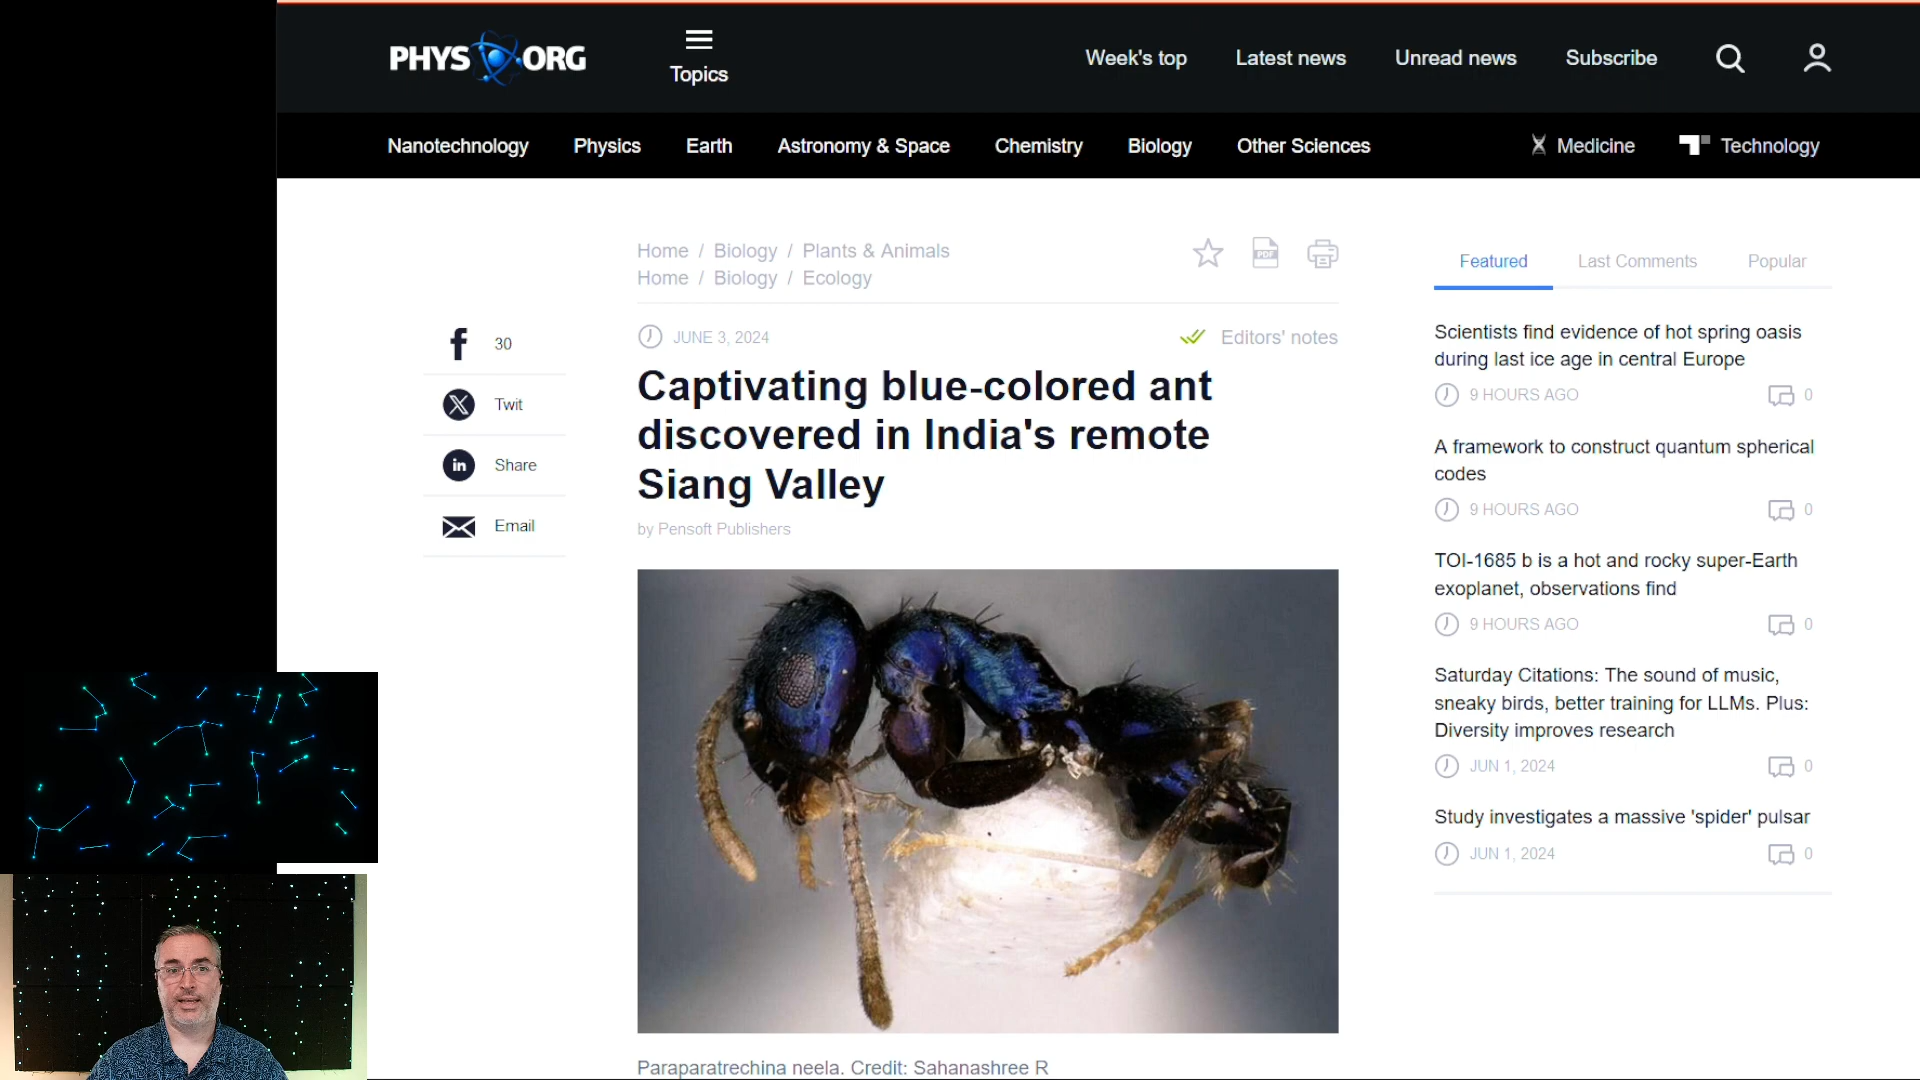 PHYS ORG
Topics
Week's top
Latest news
Unread news
Subscribe
Nanotechnology
Physics
Earth
Astronomy & Space
Chemistry
Biology
Other Sciences
Medicine
Technology
Home / Biology / Plants & Animals
Home / Biology / Ecology
PDF
JUNE 3, 2024
Editors' notes
Captivating blue-colored ant
discovered in India's remote
Siang Valley
by Pensoft Publishers
f 30
X Twit
in Share
Email
Paraparatrechina neela. Credit: Sahanashree R
Featured
Last Comments
Popular
Scientists find evidence of hot spring oasis
during last ice age in central Europe
9 HOURS AGO
0
A framework to construct quantum spherical
codes
9 HOURS AGO
0
TOI-1685 b is a hot and rocky super-Earth
exoplanet, observations find
9 HOURS AGO
0
Saturday Citations: The sound of music,
sneaky birds, better training for LLMs. Plus:
Diversity improves research
JUN 1, 2024
0
Study investigates a massive 'spider' pulsar
JUN 1, 2024
0